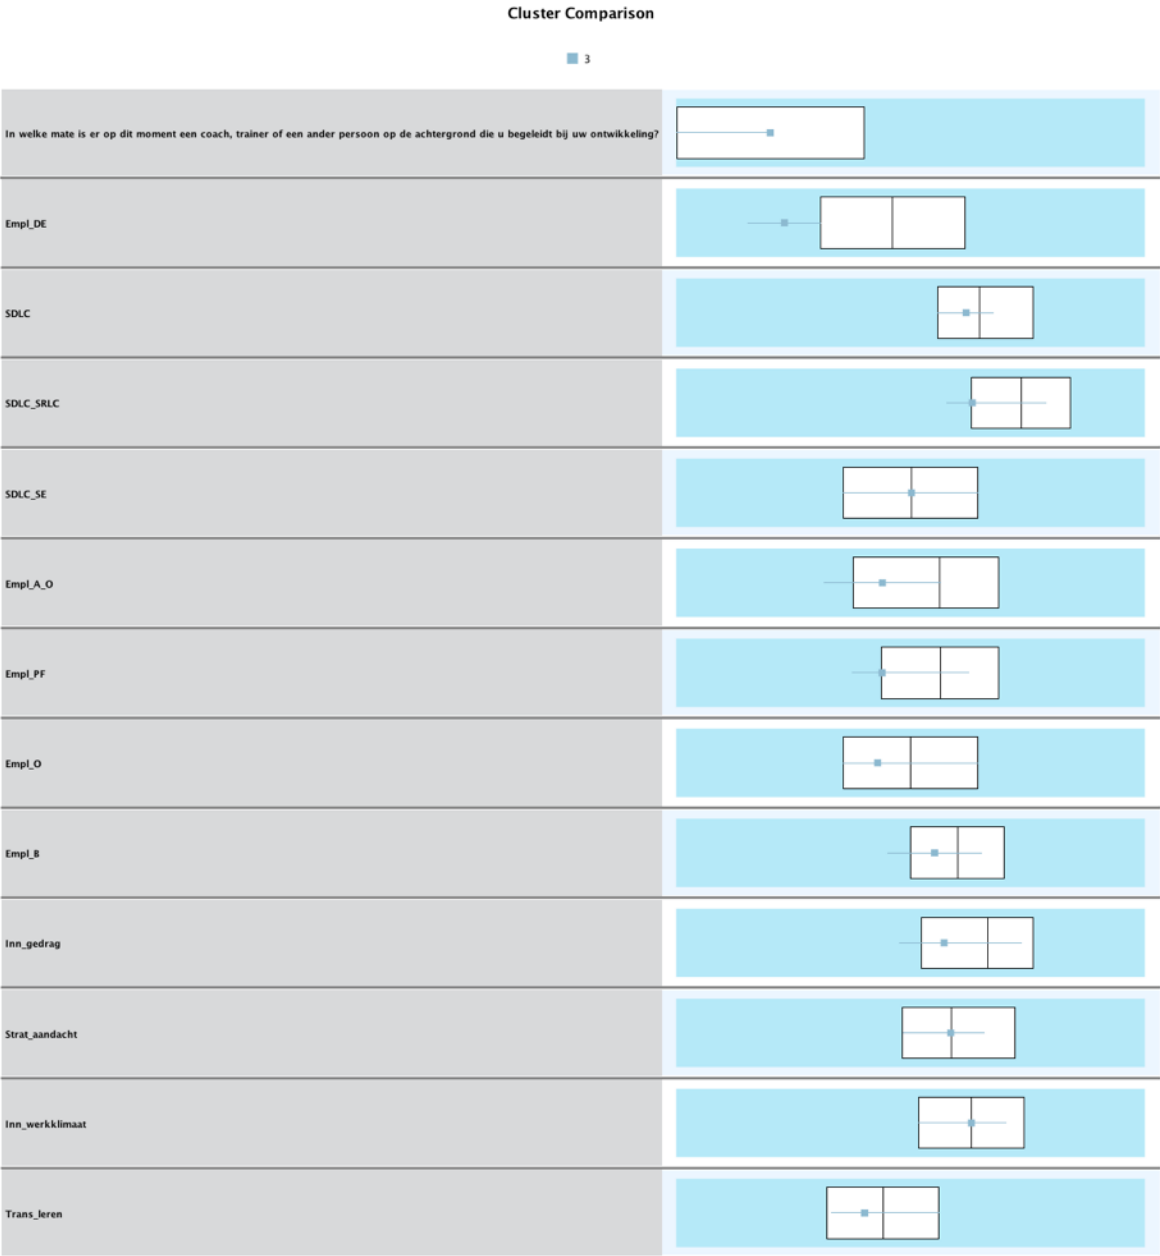 Cluster Comparison
3
In welke mate is er op dit moment een coach, trainer of een ander persoon op de achtergrond die u begeleidt bij uw ontwikkeling?
Empl_DE
SDLC
SDLC_SRLC
SDLC_SE
Empl_A_O
Empl_PF
Empl_O
Empl_B
Inn_gedrag
Strat_aandacht
Inn_werkklimaat
Trans_leren